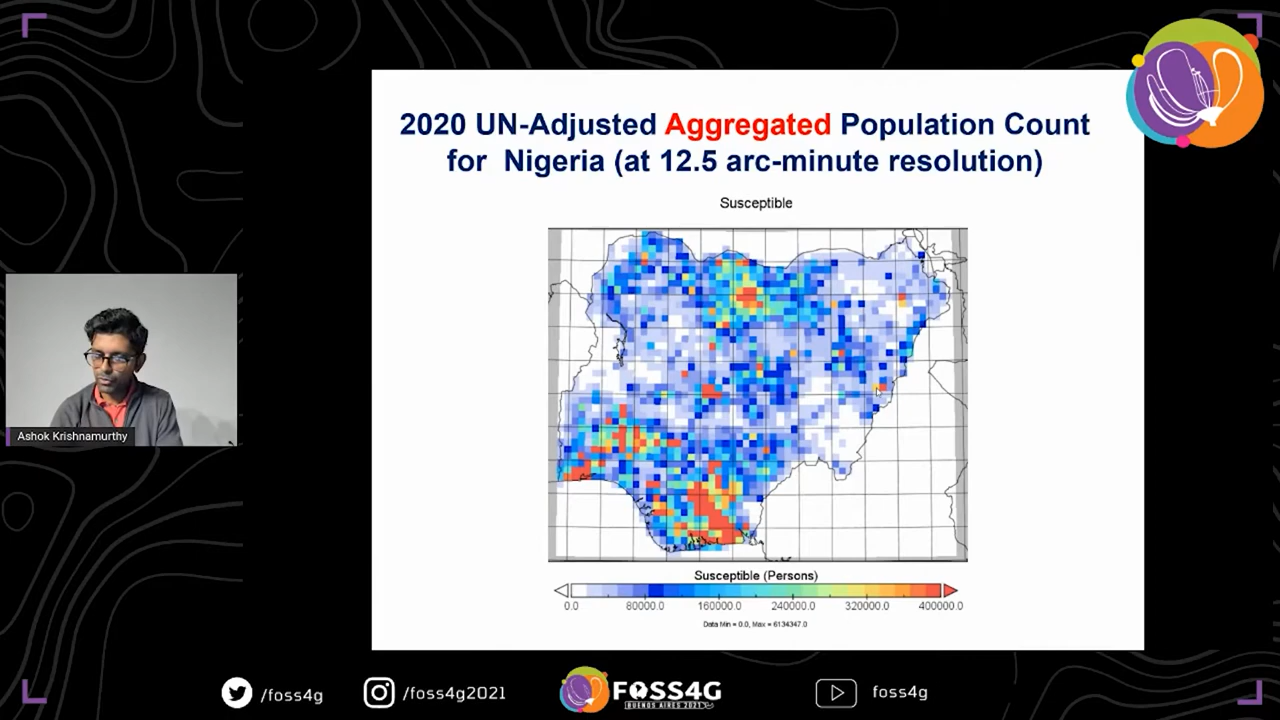 2020 UN-Adjusted Aggregated Population Count
for Nigeria (at 12.5 arc-minute resolution)
Susceptible
Ashok Krishnamurthy
Susceptible (Persons)
0.0 80000.0 160000.0 240000.0 320000.0 400000.0
Data Min = 0.0, Max = 6134347.0
/foss4g
/foss4g2021
FOSS4G
BUENOS AIRES 2021
foss4g